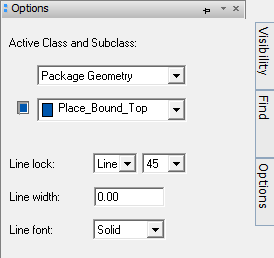 Options
Active Class and Subclass:
Package Geometry
Place_Bound_Top
Line lock: Line 45
Line width: 0.00
Line font: Solid
Visibility
Find
Options